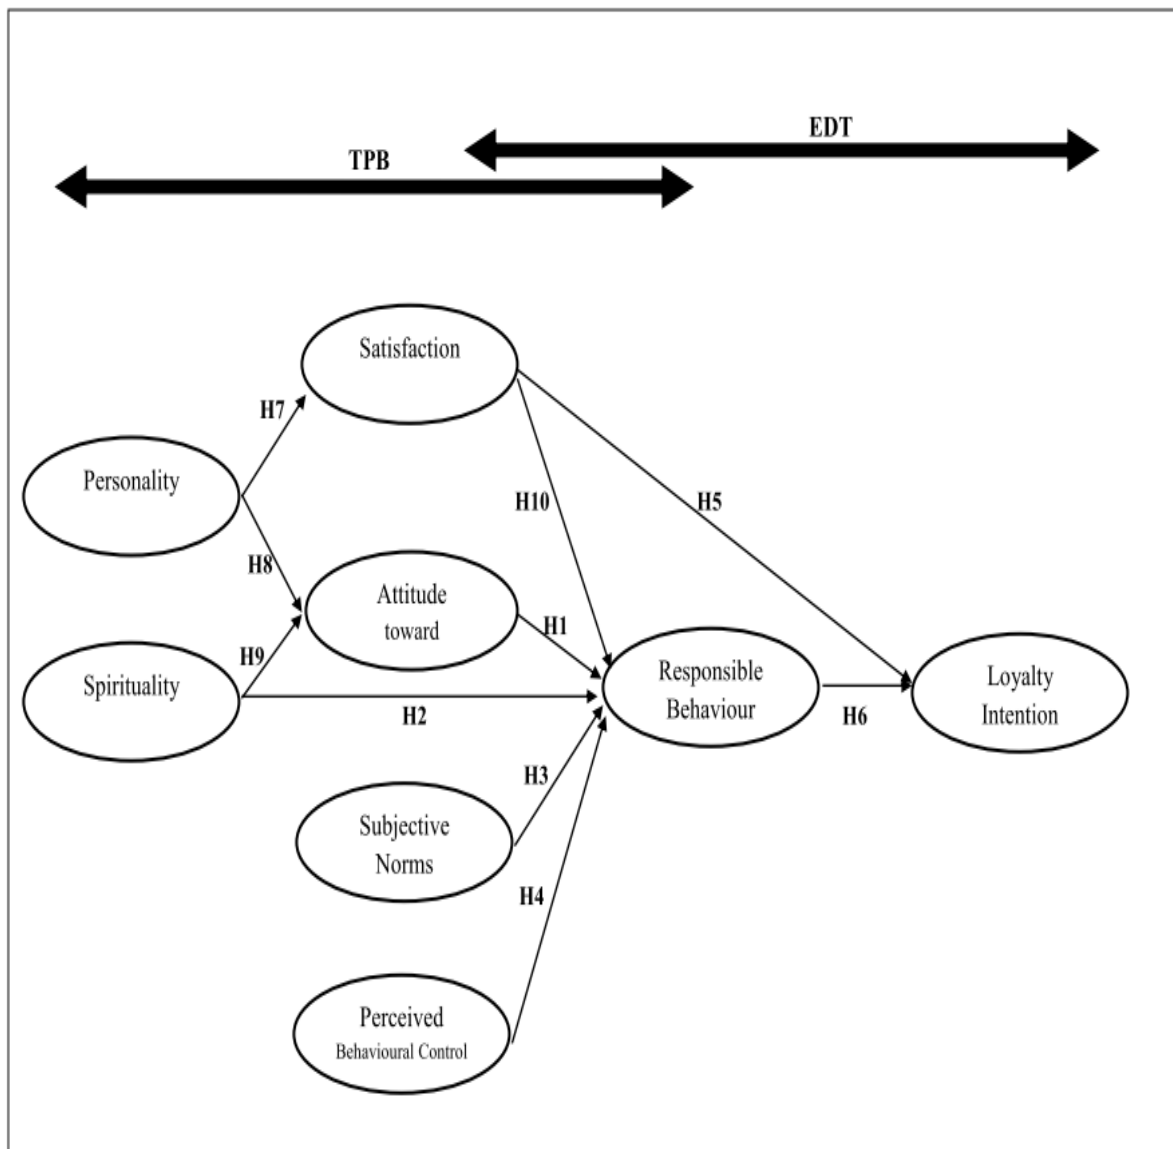 EDT
TPB
Satisfaction
H7
Personality
H10
H5
H8
Attitude
toward
H1
H9
Spirituality
Responsible
Behaviour
Loyalty
Intention
H2
H6
H3
Subjective
Norms
H4
Perceived
Behavioural Control